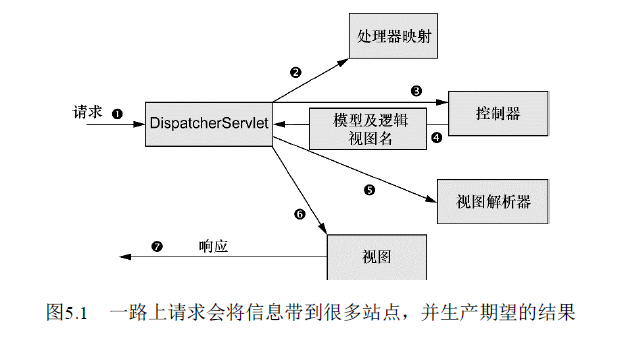 处理器映射
❷
❸
请求 ❶
DispatcherServlet
模型及逻辑
视图名
控制器
❹
❺
视图解析器
❻
❼ 响应
视图
图5.1 一路上请求会将信息带到很多站点，并生产期望的结果